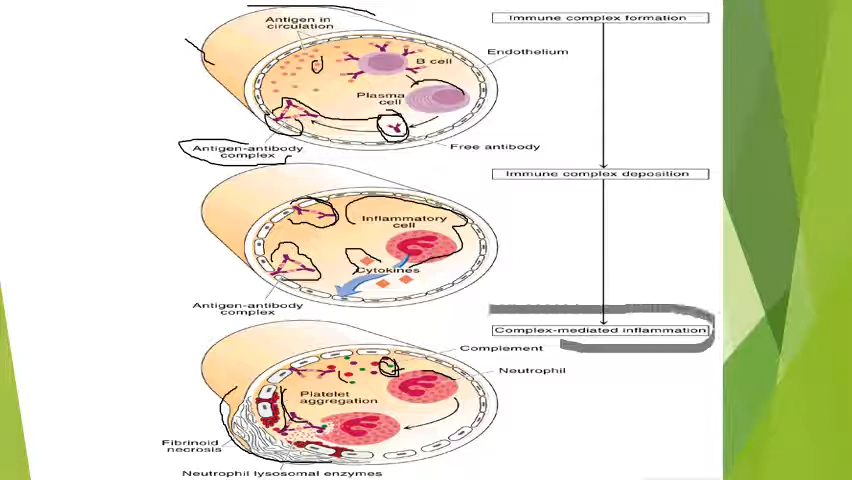 Antigen in
circulation
Immune complex formation
B cell
Endothelium
Plasma
cell
Free antibody
Antigen-antibody
complex
Immune complex deposition
Inflammatory
cell
Cytokines
Antigen-antibody
complex
Complex-mediated inflammation
Complement
Neutrophil
Platelet
aggregation
Fibrinoid
necrosis
Neutrophil lysosomal enzymes